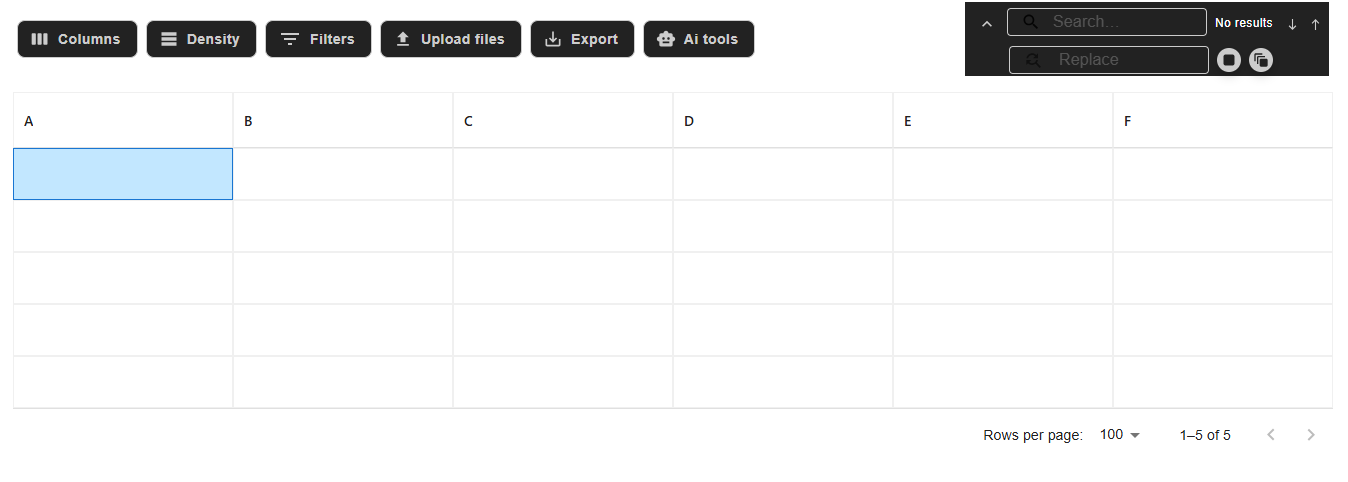 Columns Density Filters Upload files Export Ai tools Search... No results
Replace
A B C D E F
Rows per page: 100 1–5 of 5